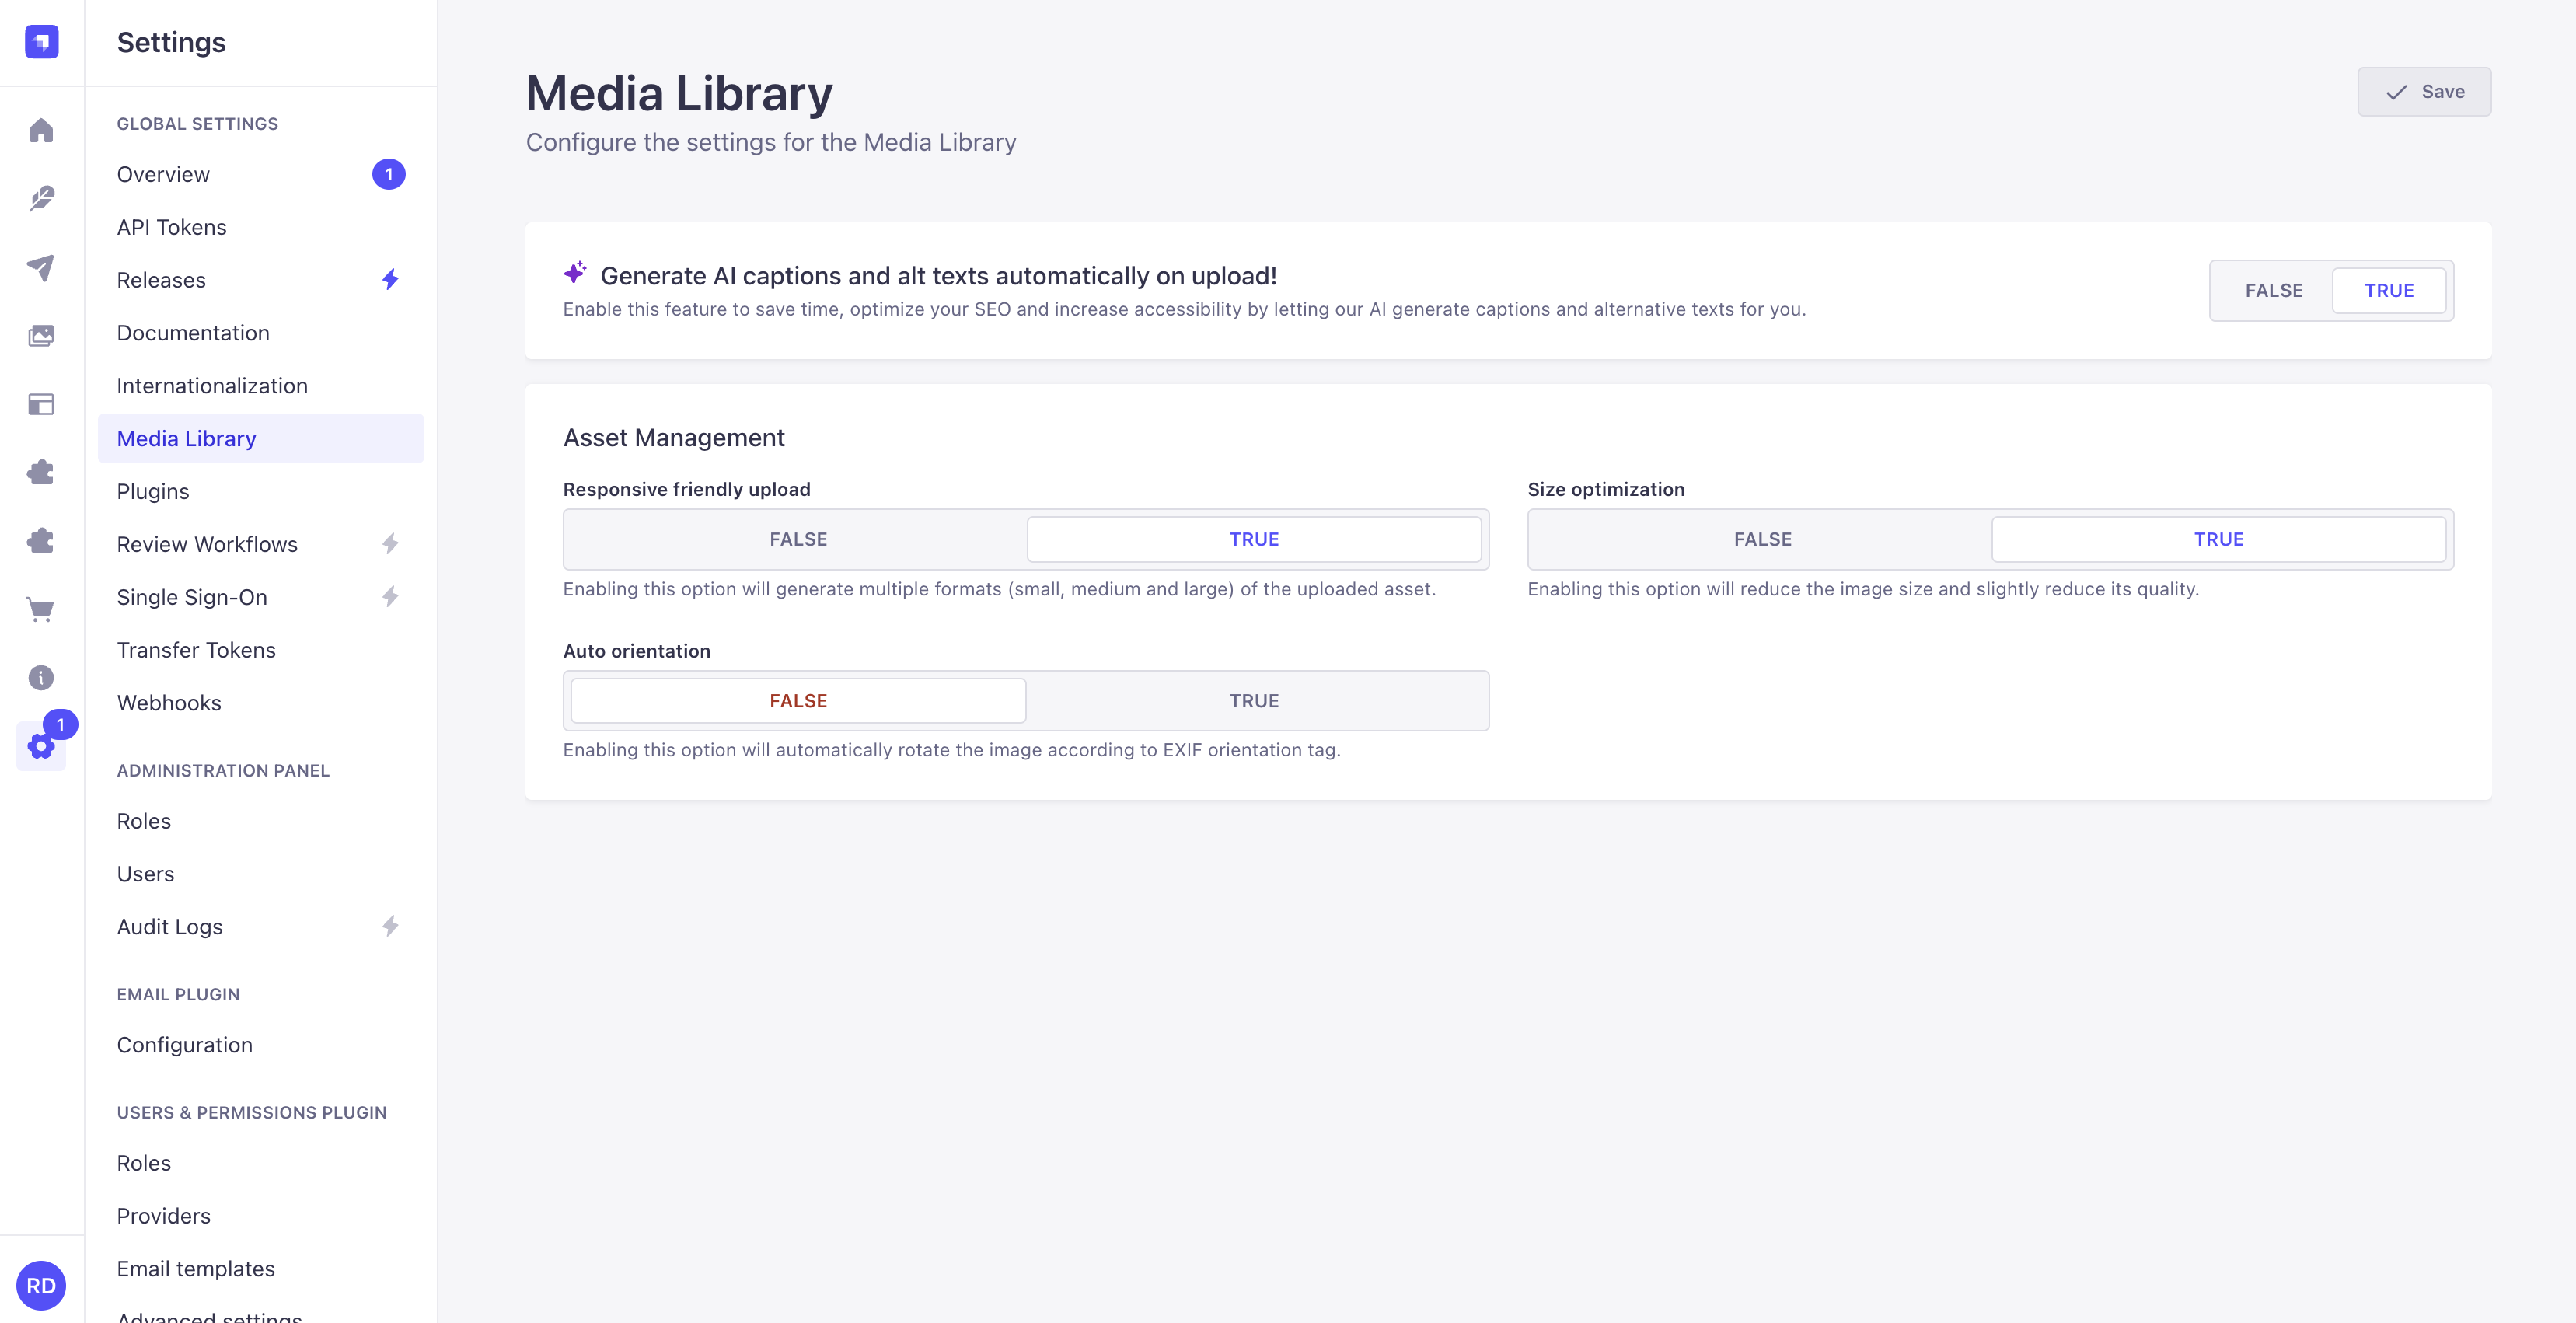 Settings
GLOBAL SETTINGS
Overview 1
API Tokens
Releases
Documentation
Internationalization
Media Library
Plugins
Review Workflows
Single Sign-On
Transfer Tokens
Webhooks
1
ADMINISTRATION PANEL
Roles
Users
Audit Logs
EMAIL PLUGIN
Configuration
USERS & PERMISSIONS PLUGIN
Roles
Providers
Email templates
Advanced settings
RD
Media Library
Save
Configure the settings for the Media Library
Generate AI captions and alt texts automatically on upload!
Enable this feature to save time, optimize your SEO and increase accessibility by letting our AI generate captions and alternative texts for you.
FALSE TRUE
Asset Management
Responsive friendly upload
FALSE TRUE
Enabling this option will generate multiple formats (small, medium and large) of the uploaded asset.
Size optimization
FALSE TRUE
Enabling this option will reduce the image size and slightly reduce its quality.
Auto orientation
FALSE TRUE
Enabling this option will automatically rotate the image according to EXIF orientation tag.